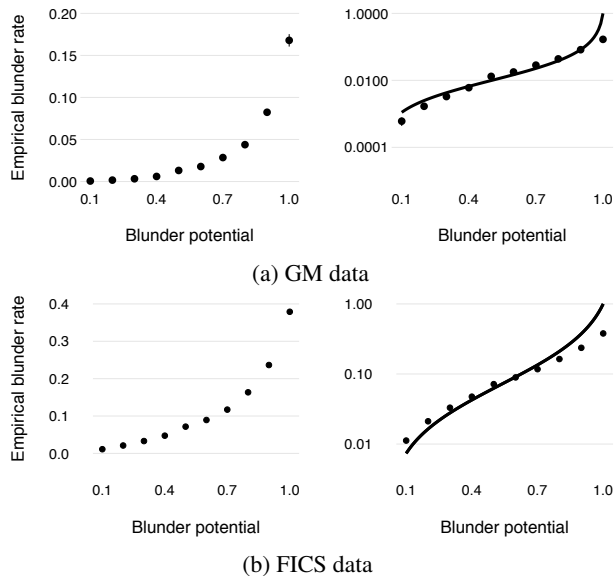 Empirical blunder rate
0.20
0.15
0.10
0.05
0.00
0.1 0.4 0.7 1.0
Blunder potential
1.0000
0.0100
0.0001
0.1 0.4 0.7 1.0
Blunder potential
(a) GM data
Empirical blunder rate
0.4
0.3
0.2
0.1
0.0
0.1 0.4 0.7 1.0
Blunder potential
1.00
0.10
0.01
0.1 0.4 0.7 1.0
Blunder potential
(b) FICS data